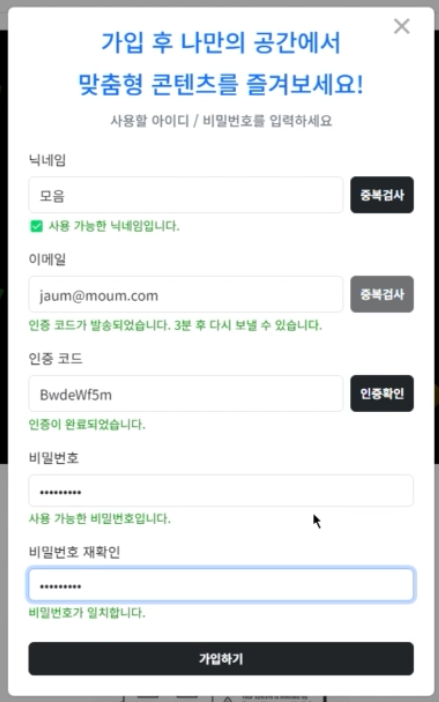 가입 후 나만의 공간에서
맞춤형 콘텐츠를 즐겨보세요!
사용할 아이디 / 비밀번호를 입력하세요
닉네임
모음
중복검사
사용 가능한 닉네임입니다.
이메일
jaum@moum.com
중복검사
인증 코드가 발송되었습니다. 3분 후 다시 보낼 수 있습니다.
인증 코드
BwdeWf5m
인증확인
인증이 완료되었습니다.
비밀번호
•••••••••
사용 가능한 비밀번호입니다.
비밀번호 재확인
•••••••••
비밀번호가 일치합니다.
가입하기